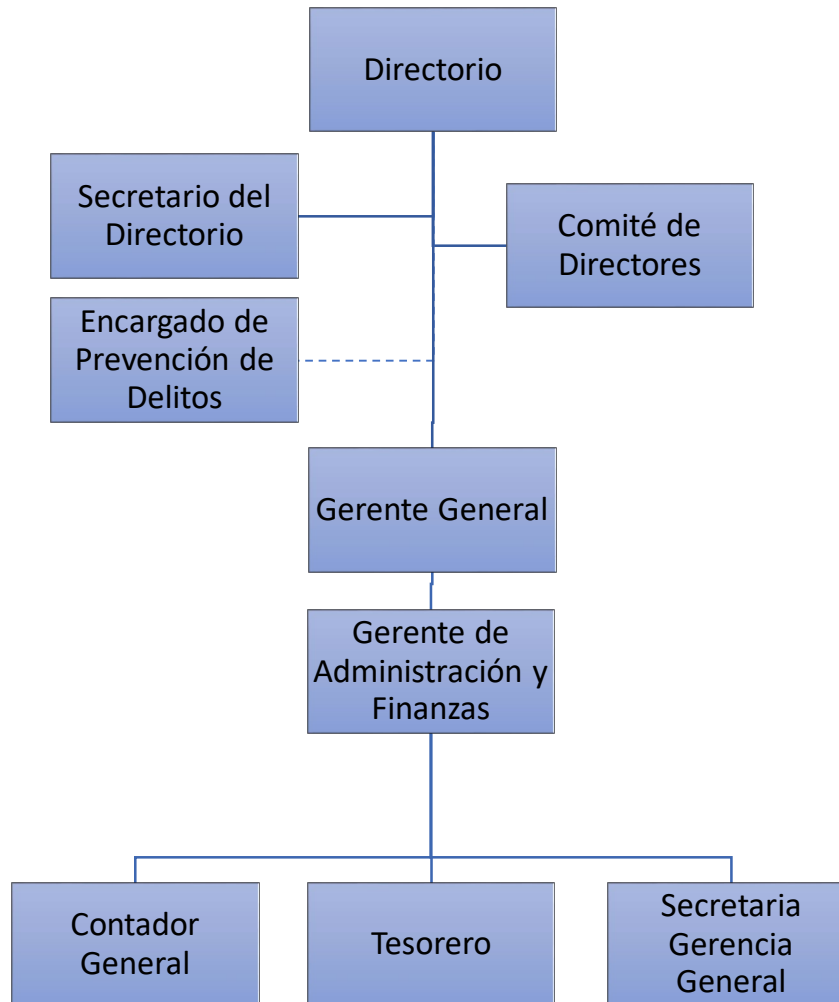 Directorio
Secretario del
Directorio
Comité de
Directores
Encargado de
Prevención de
Delitos
Gerente General
Gerente de
Administración y
Finanzas
Contador
General
Tesorero
Secretaria
Gerencia
General